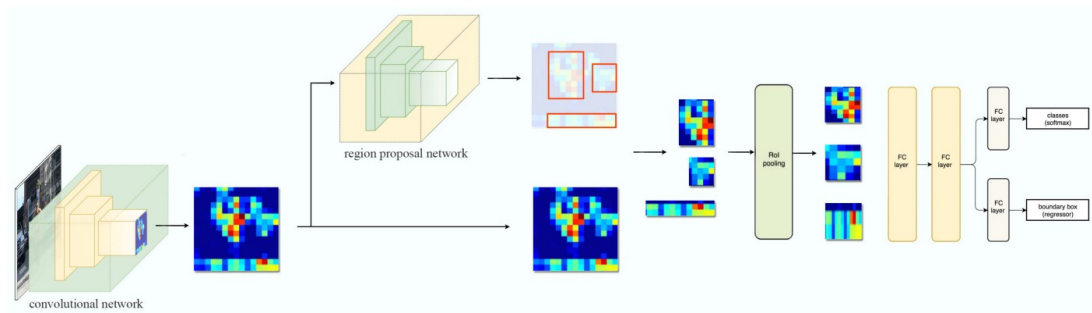 region proposal network
convolutional network
RoI
pooling
FC
layer
FC
layer
FC
layer
classes
(softmax)
FC
layer
boundary box
(regressor)